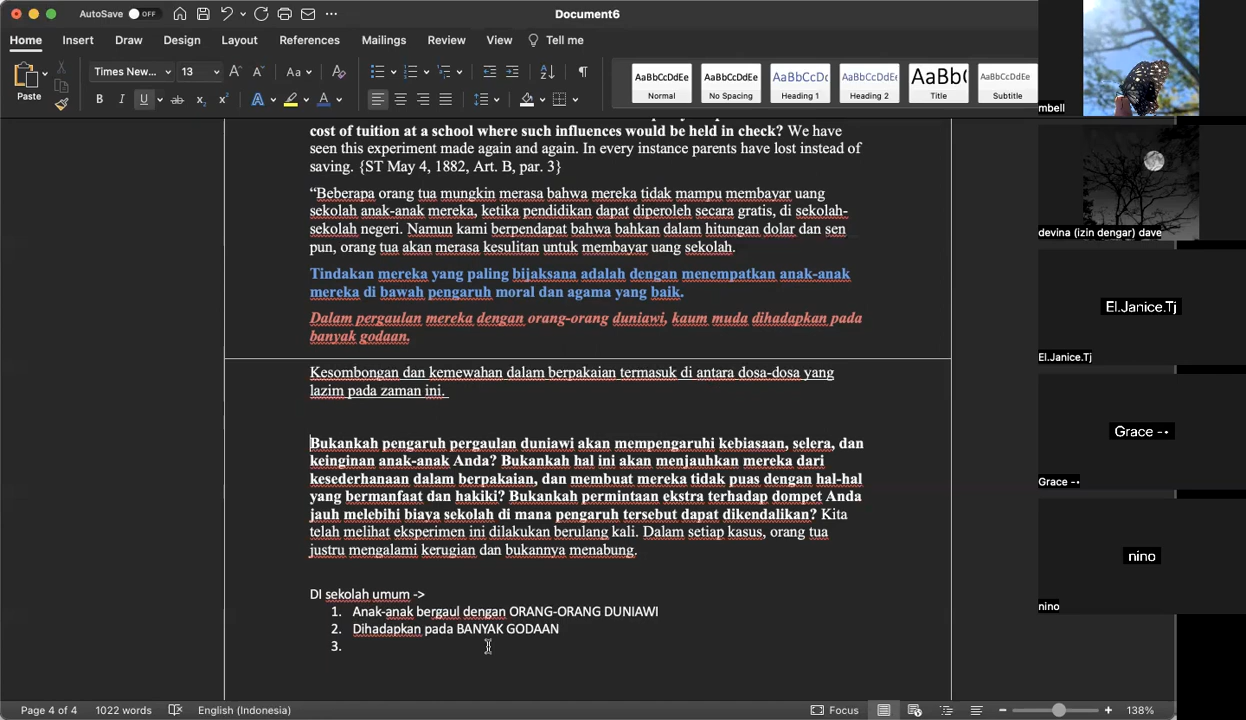 AutoSave OFF
Document6
Home Insert Draw Design Layout References Mailings Review View Tell me
Paste
Times New... 13
Aa
AaBbCcDdEe AaBbCcDdEe AaBbCcDc AaBbCcDdEe AaBbC AaBbCcDdEe
Normal No Spacing Heading 1 Heading 2 Title Subtitle
cost of tuition at a school where such influences would be held in check? We have
seen this experiment made again and again. In every instance parents have lost instead of
saving. {ST May 4, 1882, Art. B, par. 3}
“Beberapa orang tua mungkin merasa bahwa mereka tidak mampu membayar uang
sekolah anak-anak mereka, ketika pendidikan dapat diperoleh secara gratis, di sekolah-
sekolah negeri. Namun kami berpendapat bahwa bahkan dalam hitungan dolar dan sen
pun, orang tua akan merasa kesulitan untuk membayar uang sekolah.
Tindakan mereka yang paling bijaksana adalah dengan menempatkan anak-anak
mereka di bawah pengaruh moral dan agama yang baik.
Dalam pergaulan mereka dengan orang-orang duniawi, kaum muda dihadapkan pada
banyak godaan.
Kesombongan dan kemewahan dalam berpakaian termasuk di antara dosa-dosa yang
lazim pada zaman ini.
Bukankah pengaruh pergaulan duniawi akan mempengaruhi kebiasaan, selera, dan
keinginan anak-anak Anda? Bukankah hal ini akan menjauhkan mereka dari
kesederhanaan dalam berpakaian, dan membuat mereka tidak puas dengan hal-hal
yang bermanfaat dan hakiki? Bukankah permintaan ekstra terhadap dompet Anda
jauh melebihi biaya sekolah di mana pengaruh tersebut dapat dikendalikan? Kita
telah melihat eksperimen ini dilakukan berulang kali. Dalam setiap kasus, orang tua
justru mengalami kerugian dan bukannya menabung.
DI sekolah umum ->
1. Anak-anak bergaul dengan ORANG-ORANG DUNIAWI
2. Dihadapkan pada BANYAK GODAAN
3.
Page 4 of 4 1022 words English (Indonesia) Focus 138%
mbell
devina (izin dengar) dave
El.Janice.Tj
El.Janice.Tj
Grace -•
Grace -•
nino
nino